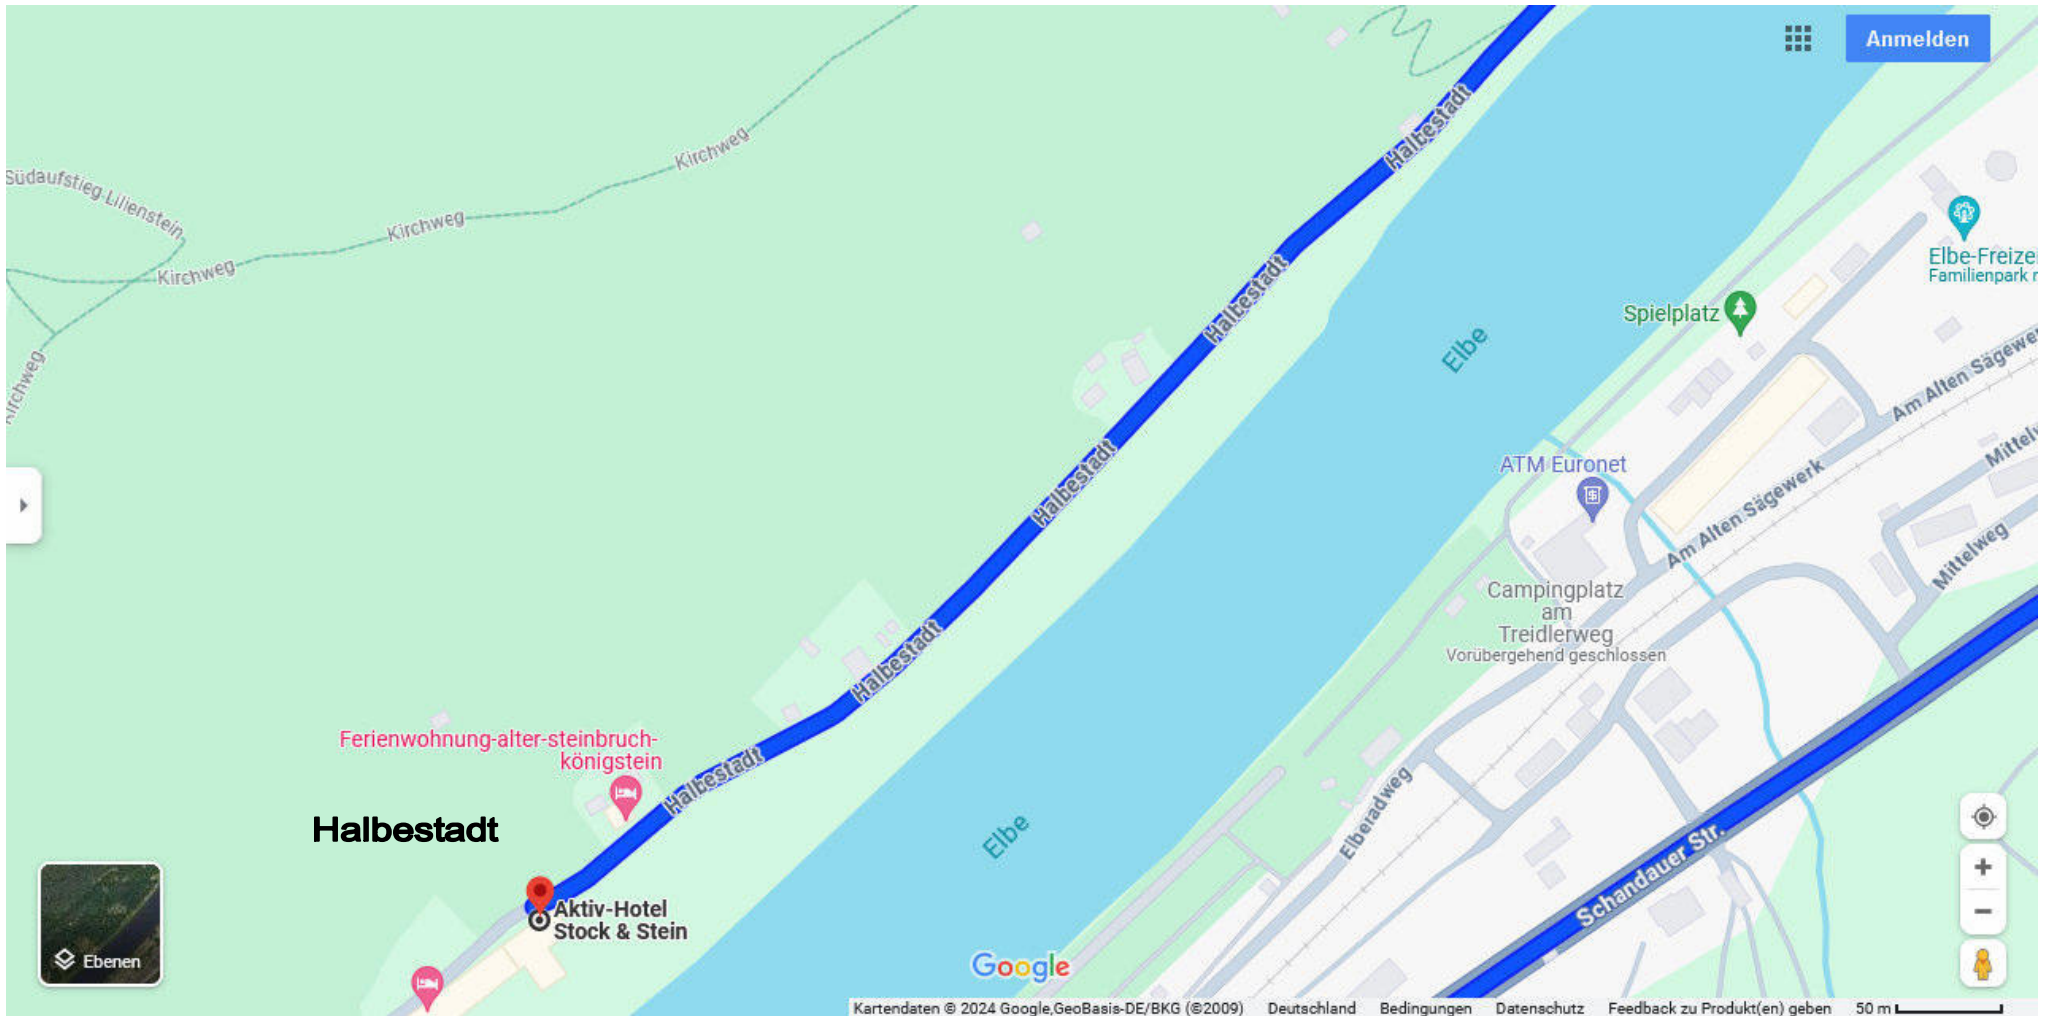 Anmelden
Südaufstieg Lilienstein
Kirchweg
Kirchweg
Kirchweg
Kirchweg
Halbestadt
Halbestadt
Halbestadt
Halbestadt
Halbestadt
Elbe
Elbe
Elbe-Freize
Familienpark
Spielplatz
Am Alten Sägewe
Am Alten Sägewerk
Mittelw
Mittelweg
ATM Euronet
Campingplatz
am
Treidlerweg
Vorübergehend geschlossen
Ferienwohnung-alter-steinbruch-
königstein
Halbestadt
Elberadweg
Schandauer Str.
Aktiv-Hotel
Stock & Stein
Ebenen
Google
Kartendaten © 2024 Google,GeoBasis-DE/BKG (©2009) Deutschland Bedingungen Datenschutz Feedback zu Produkt(en) geben 50 m